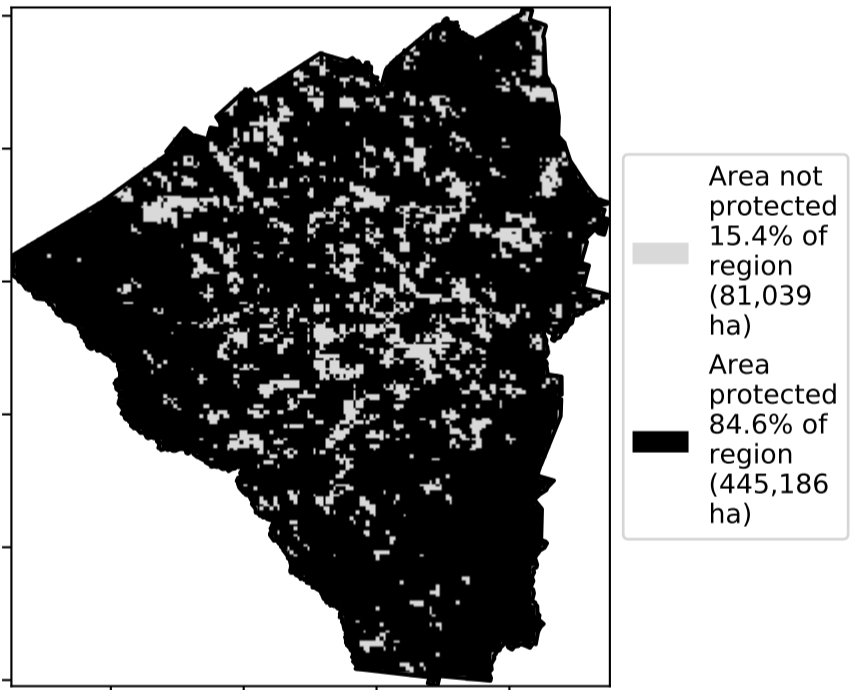 Area not
protected
15.4% of
region
(81,039
ha)
Area
protected
84.6% of
region
(445,186
ha)